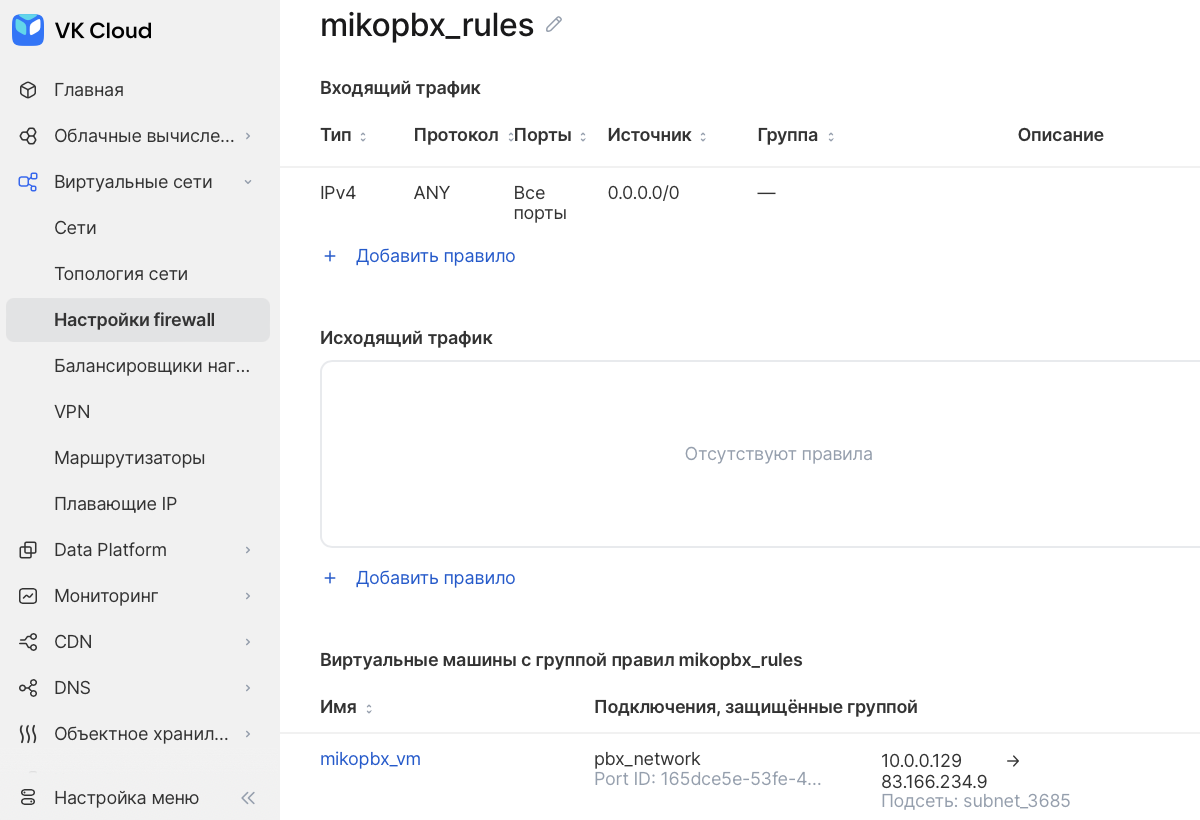 VK Cloud
Главная
Облачные вычисле...
Виртуальные сети
Сети
Топология сети
Настройки firewall
Балансировщики наг...
VPN
Маршрутизаторы
Плавающие IP
Data Platform
Мониторинг
CDN
DNS
Объектное хранил...
Настройка меню
mikopbx_rules
Входящий трафик
Тип Протокол Порты Источник Группа Описание
IPv4 ANY Все порты 0.0.0.0/0 —
+ Добавить правило
Исходящий трафик
Отсутствуют правила
+ Добавить правило
Виртуальные машины с группой правил mikopbx_rules
Имя Подключения, защищённые группой
mikopbx_vm pbx_network 10.0.0.129 →
Port ID: 165dce5e-53fe-4... 83.166.234.9
Подсеть: subnet_3685